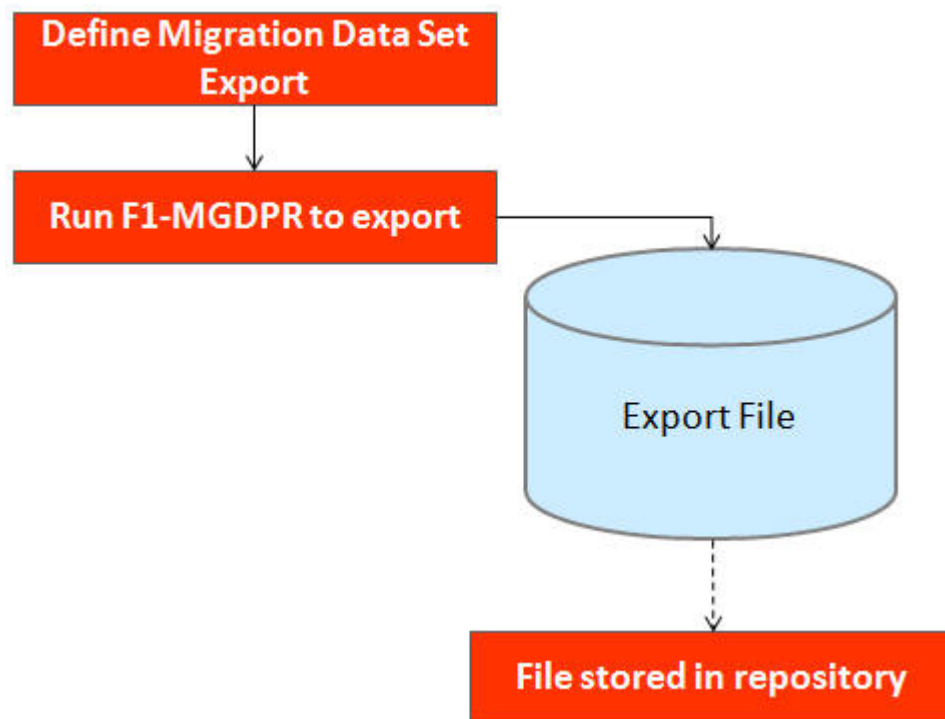 Define Migration Data Set
Export
Run F1-MGDPR to export
Export File
File stored in repository